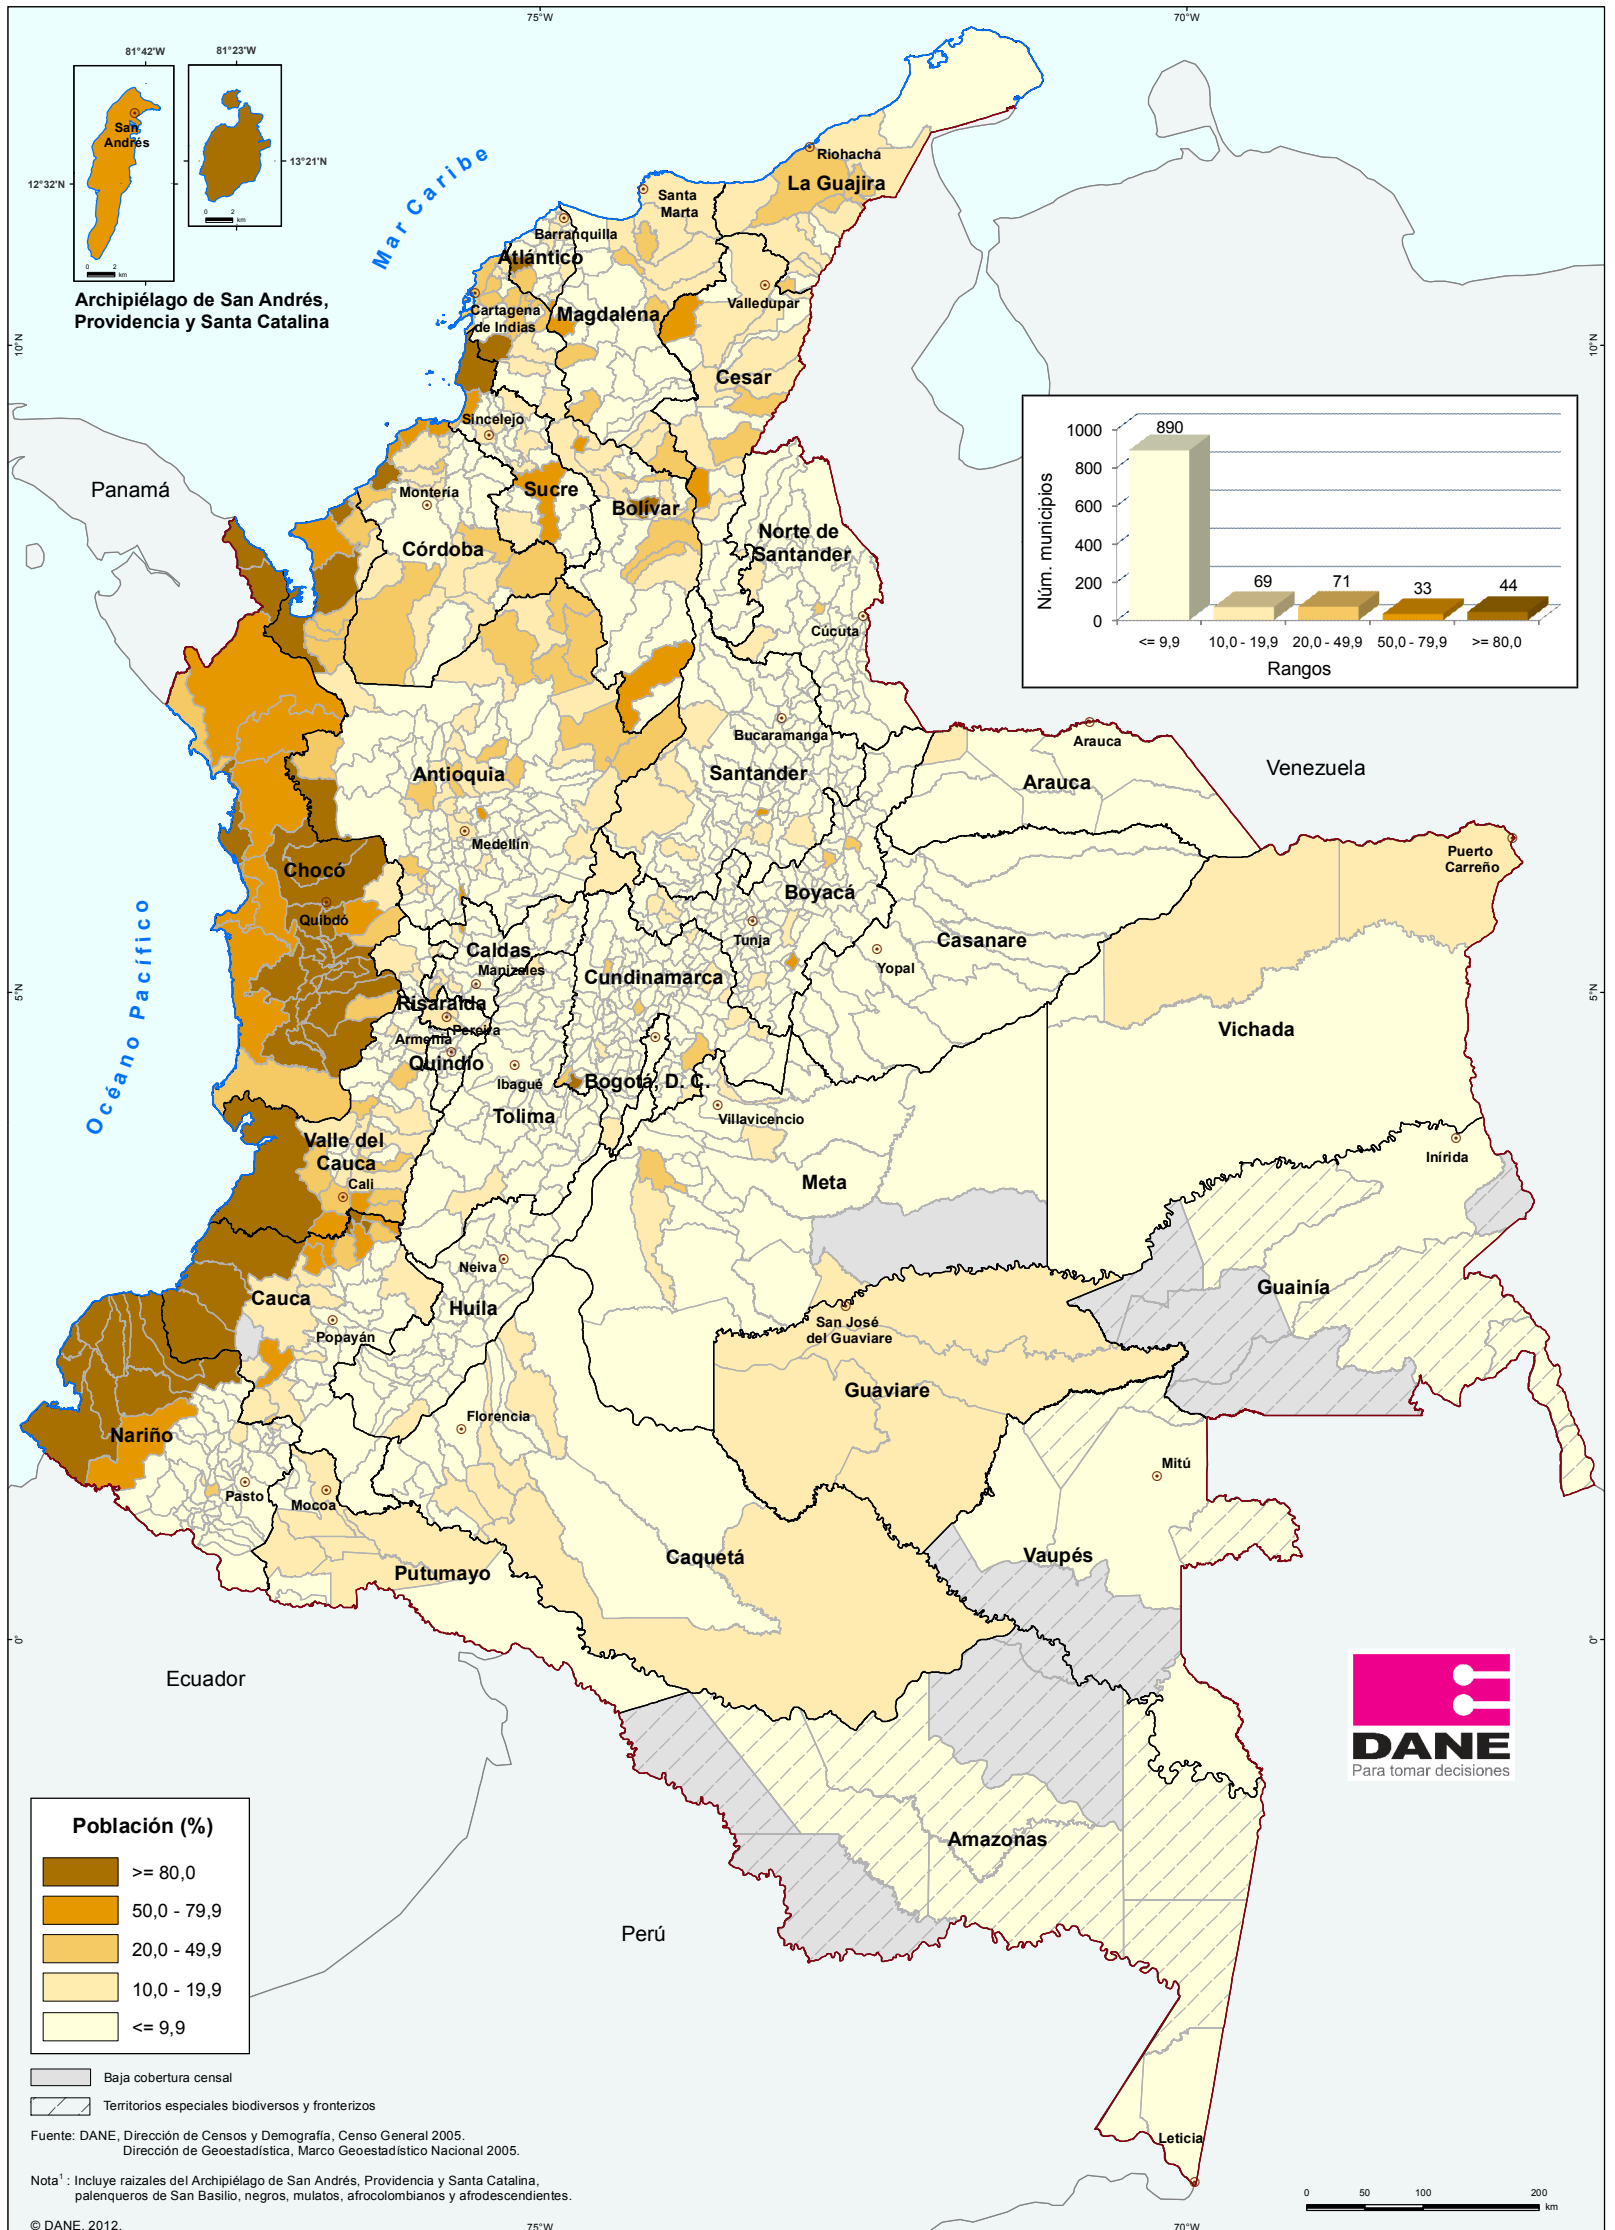 75°W
70°W
81°42'W
81°23'W
San
Andrés
13°21'N
12°32'N
0 2
km
0 2
km
Archipiélago de San Andrés,
Providencia y Santa Catalina
Mar Caribe
Riohacha
La Guajira
Santa
Marta
Barranquilla
Atlántico
Cartagena
de Indias
Magdalena
Valledupar
Cesar
10°N
10°N
Sincelejo
Panamá
Montería
Sucre
Bolívar
Córdoba
Norte de
Santander
Cúcuta
1000
800
600
400
200
0
Núm. municipios
890
69
71
33
44
<= 9,9
10,0 - 19,9
20,0 - 49,9
50,0 - 79,9
>= 80,0
Rangos
Bucaramanga
Arauca
Venezuela
Antioquia
Santander
Arauca
Medellín
Puerto
Carreño
Chocó
Boyacá
Quibdó
Tunja
Casanare
Caldas
Yopal
Manizales
Cundinamarca
Océano Pacífico
5°N
5°N
Risaralda
Pereira
Armenia
Vichada
Quindío
Ibagué
Bogotá, D. C.
Tolima
Villavicencio
Valle del
Cauca
Cali
Meta
Inírida
Neiva
Guainía
Cauca
Huila
Popayán
San José
del Guaviare
Guaviare
Florencia
Nariño
Mitú
Pasto
Mocoa
Putumayo
Caquetá
Vaupés
0°
0°
Ecuador
DANE
Para tomar decisiones
Amazonas
Perú
Población (%)
>= 80,0
50,0 - 79,9
20,0 - 49,9
10,0 - 19,9
<= 9,9
Baja cobertura censal
Territorios especiales biodiversos y fronterizos
Fuente: DANE, Dirección de Censos y Demografía, Censo General 2005.
Dirección de Geoestadística, Marco Geoestadístico Nacional 2005.
Leticia
Nota¹ : Incluye raizales del Archipiélago de San Andrés, Providencia y Santa Catalina,
palenqueros de San Basilio, negros, mulatos, afrocolombianos y afrodescendientes.
0 50 100 200
km
© DANE, 2012.
75°W
70°W